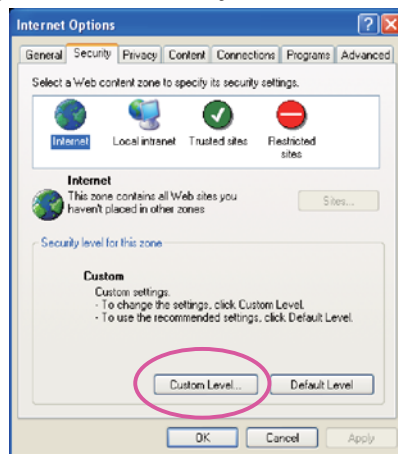 Internet Options
General Security Privacy Content Connections Programs Advanced
Select a Web content zone to specify its security settings.
Internet Local intranet Trusted sites Restricted sites
Internet
This zone contains all Web sites you haven't placed in other zones
Sites...
Security level for this zone
Custom
Custom settings.
- To change the settings, click Custom Level.
- To use the recommended settings, click Default Level.
Custom Level... Default Level
OK Cancel Apply